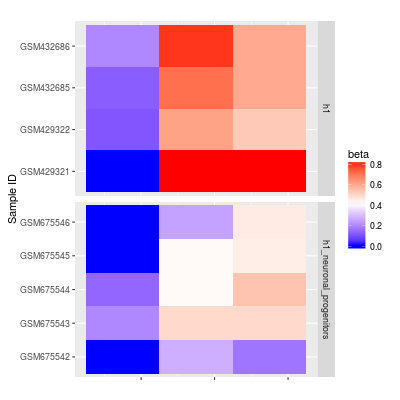 GSM432686
GSM432685
GSM429322
GSM429321
h1
GSM675546
GSM675545
GSM675544
GSM675543
GSM675542
h1_neuronal_progenitors
Sample ID
beta
0.8
0.6
0.4
0.2
0.0